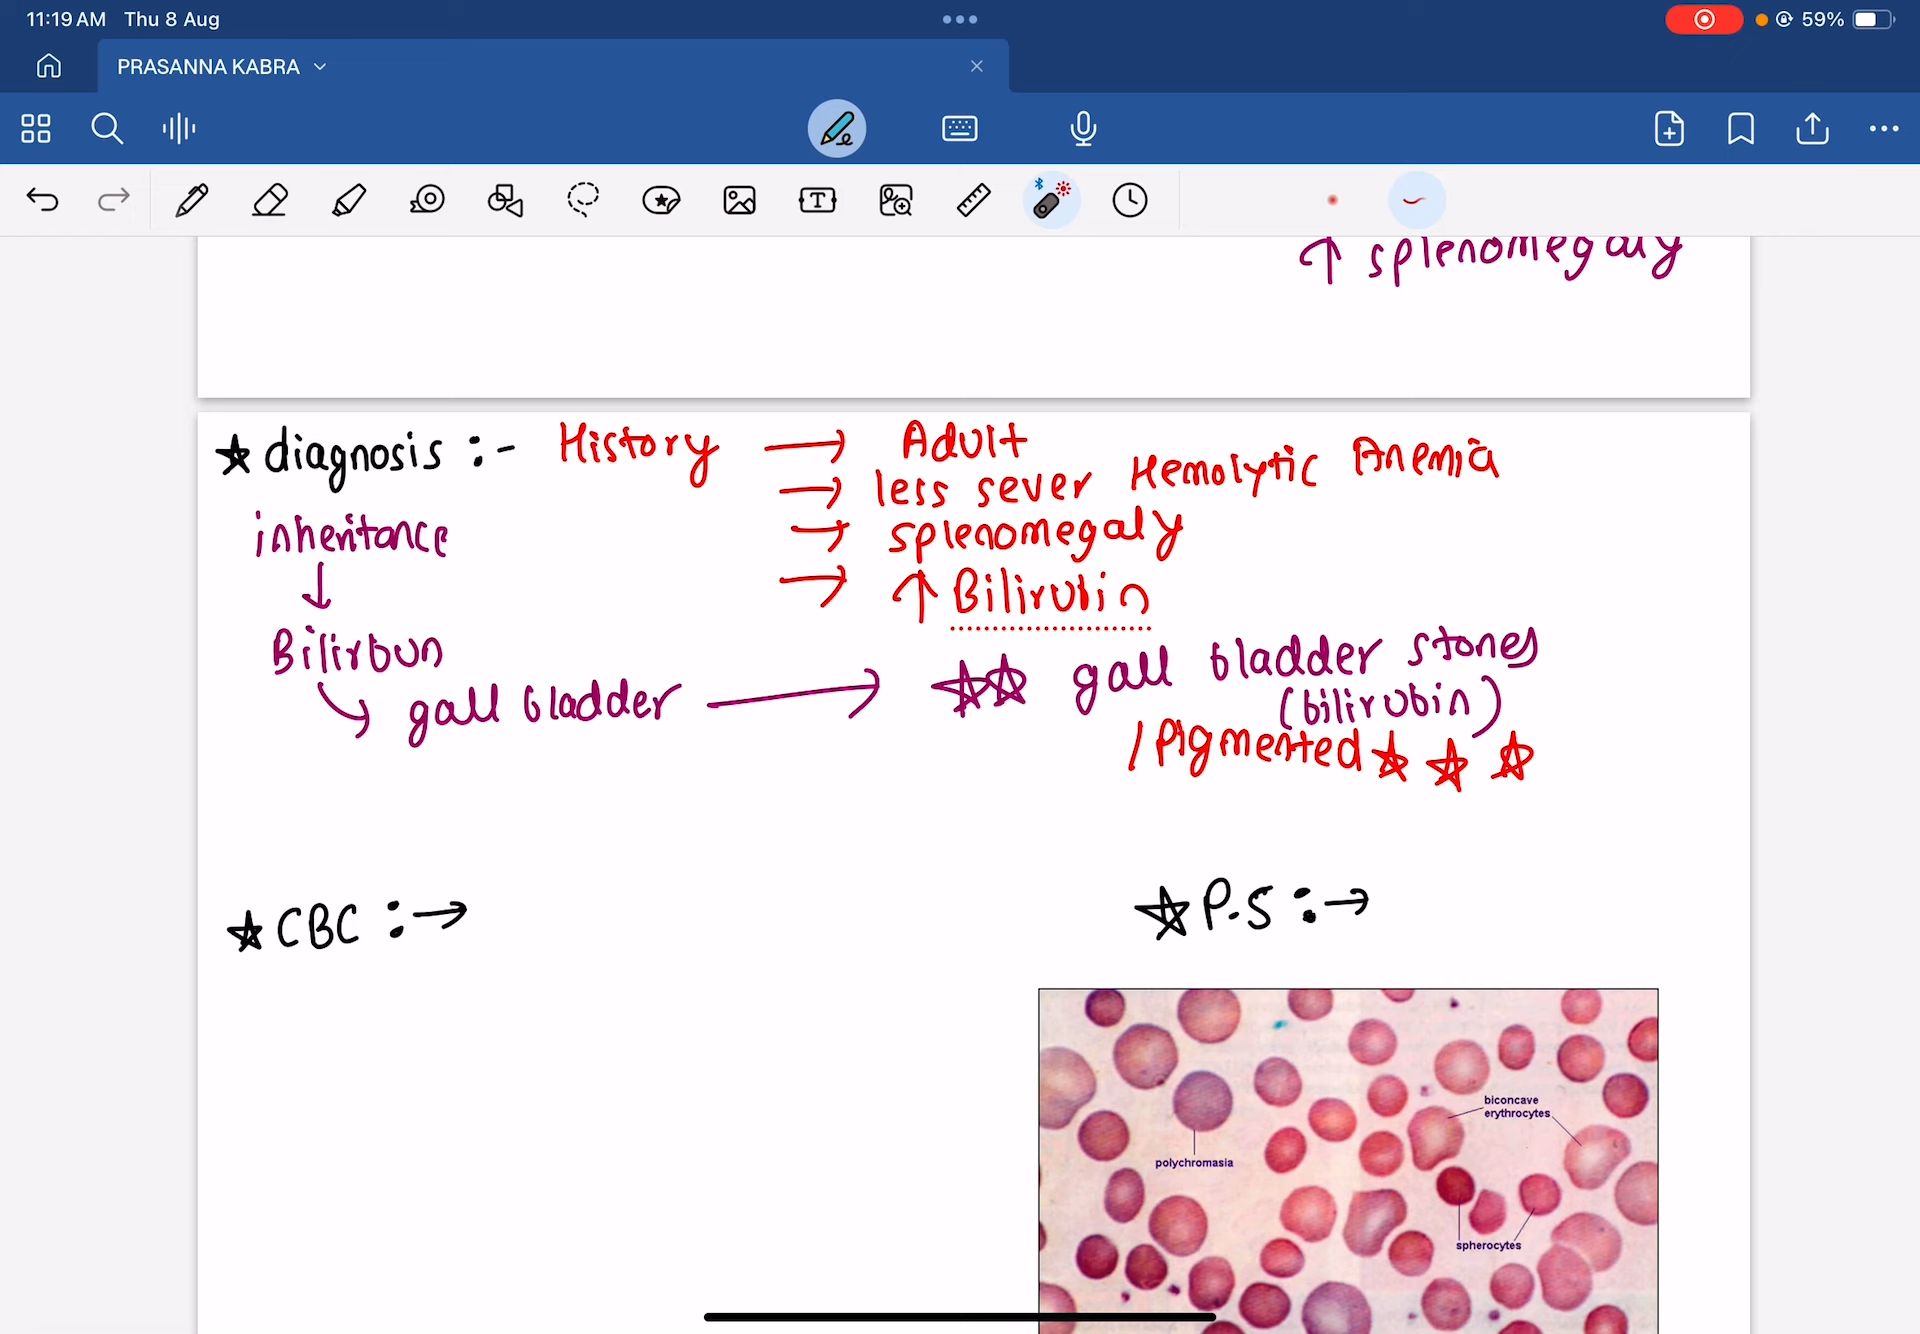 11:19 AM Thu 8 Aug
59%
PRASANNA KABRA
T
↑ splenomegaly
★ diagnosis :- History → Adult
→ less sever Hemolytic Anemia
inheritance → splenomegaly
↓ → ↑ Bilirubin
Bilirbun
↘ gall bladder → ★★ gall bladder stones
(bilirubin)
/ Pigmented ★ ★ ★
★ CBC :→
★ P.S :→
biconcave
erythrocytes
polychromasia
spherocytes